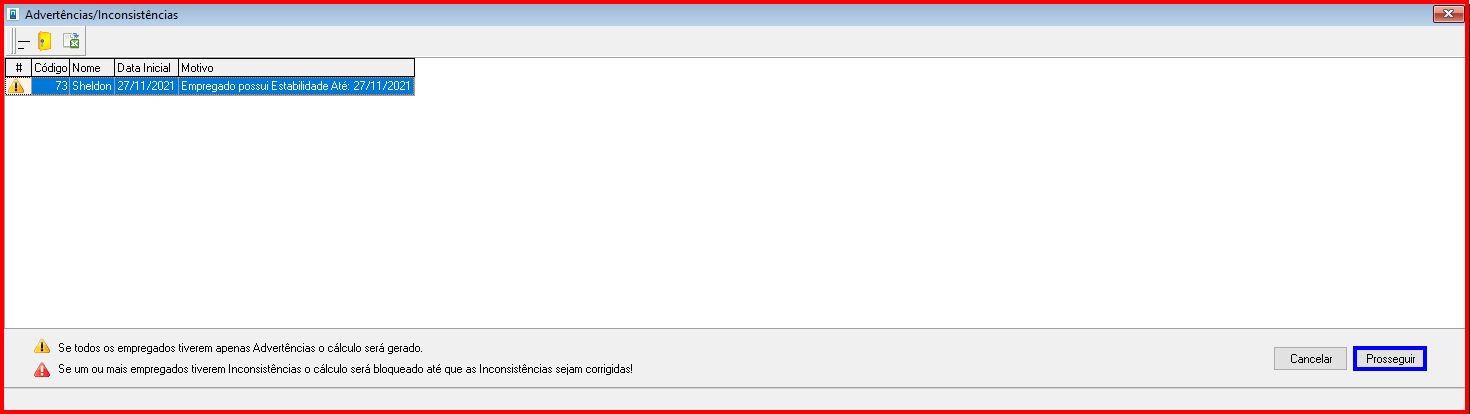 Advertências/Inconsistências
# Código Nome Data Inicial Motivo
73 Sheldon 27/11/2021 Empregado possui Estabilidade Até: 27/11/2021
Se todos os empregados tiverem apenas Advertências o cálculo será gerado.
Se um ou mais empregados tiverem Inconsistências o cálculo será bloqueado até que as Inconsistências sejam corrigidas!
Cancelar Prosseguir